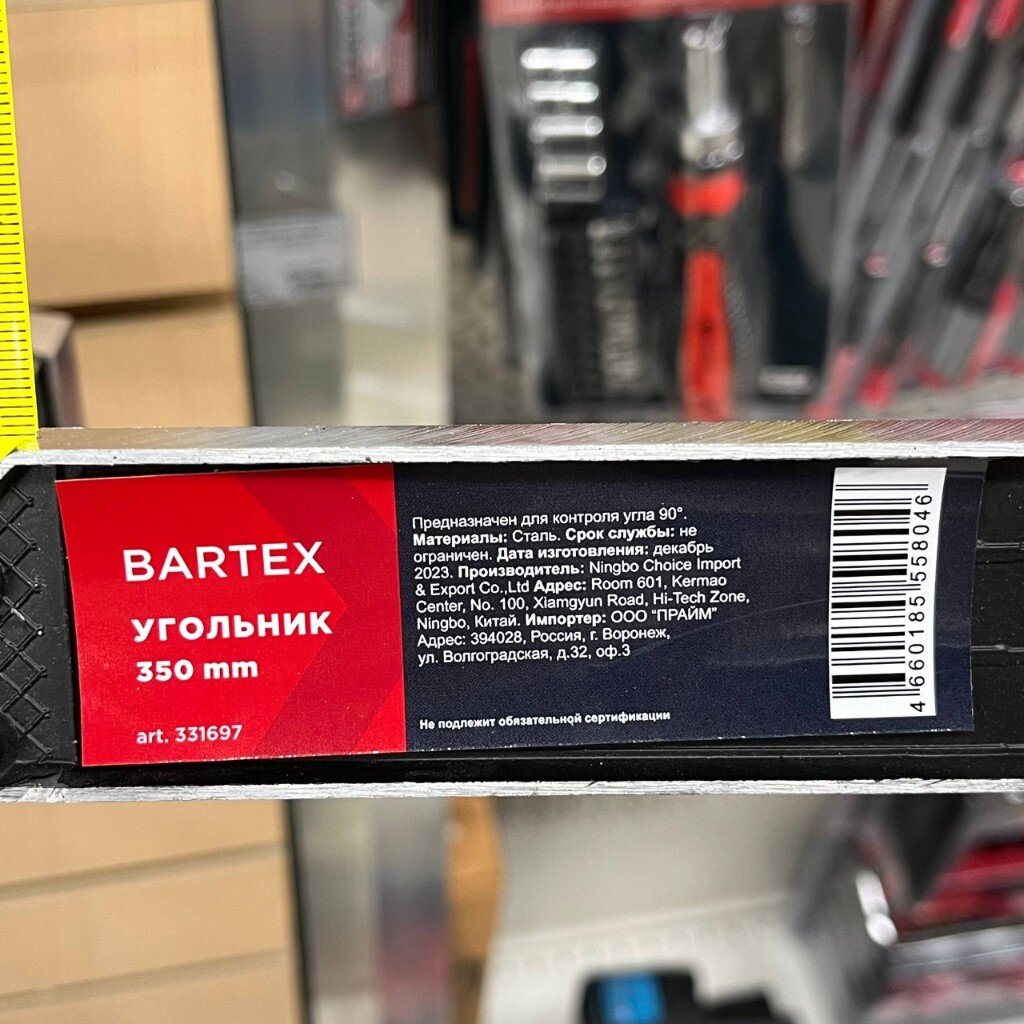 BARTEX
УГОЛЬНИК
350 mm
art. 331697
Предназначен для контроля угла 90°.
Материалы: Сталь. Срок службы: не
ограничен. Дата изготовления: декабрь
2023. Производитель: Ningbo Choice Import
& Export Co.,Ltd Адрес: Room 601, Kermao
Center, No. 100, Xiamgyun Road, Hi-Tech Zone,
Ningbo, Китай. Импортер: ООО "ПРАЙМ"
Адрес: 394028, Россия, г. Воронеж,
ул. Волгоградская, д.32, оф.3
Не подлежит обязательной сертификации
4 660185 558046